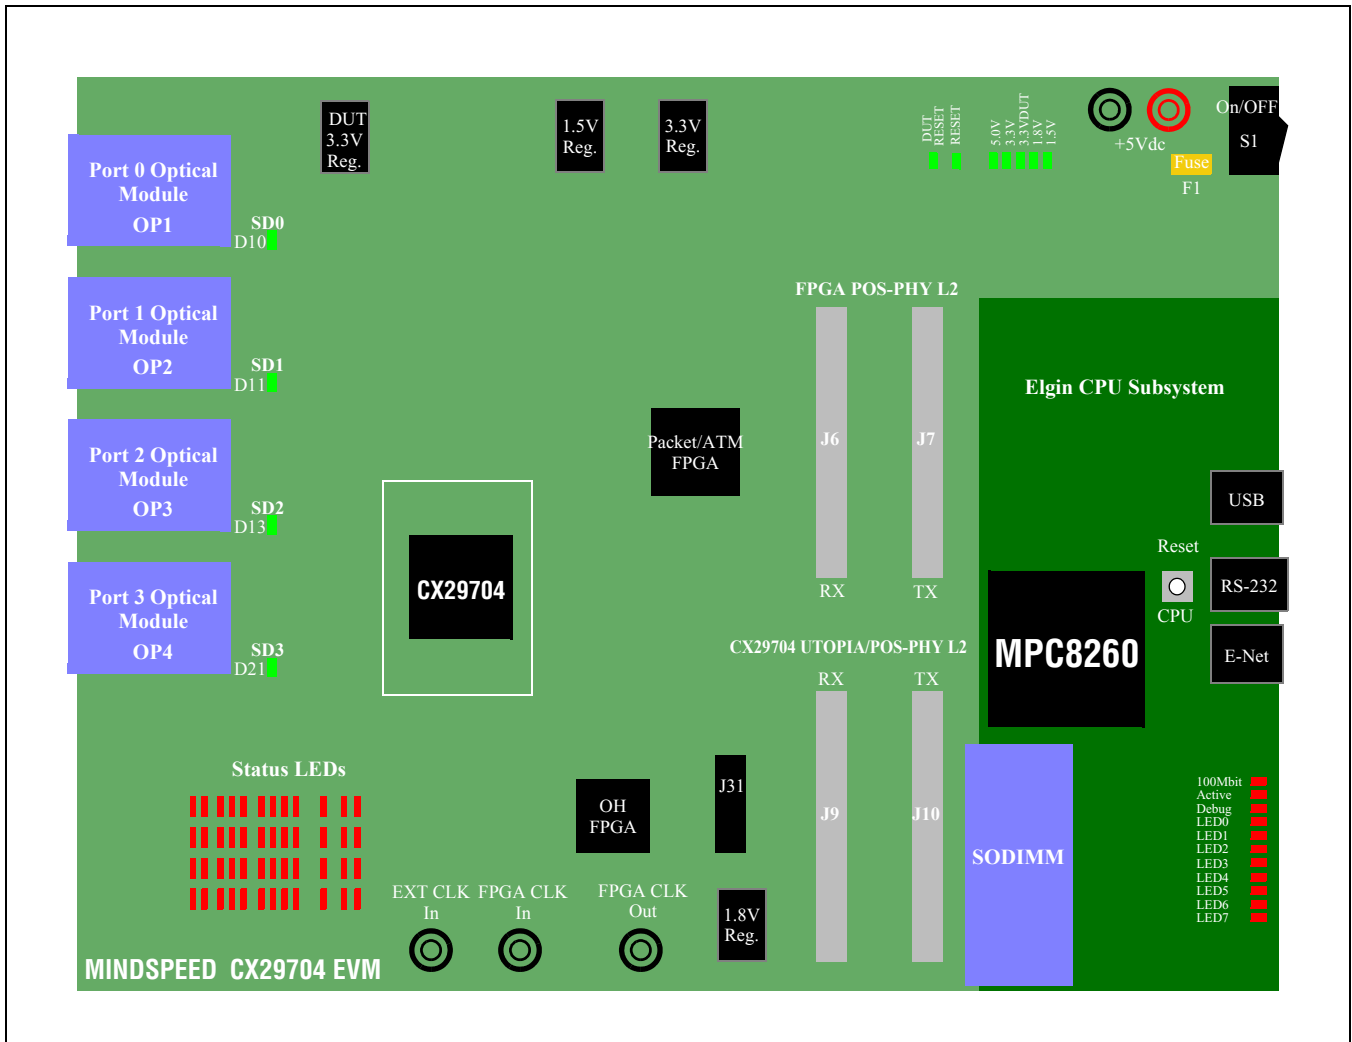 DUT
3.3V
Reg.
1.5V
Reg.
3.3V
Reg.
DUT
RESET
RESET
5.0V
3.3V
3.3VDUT
1.8V
1.5V
+5Vdc
Fuse
F1
On/OFF
S1
Port 0 Optical
Module
OP1
SD0
D10
Port 1 Optical
Module
OP2
SD1
D11
Port 2 Optical
Module
OP3
SD2
D13
Port 3 Optical
Module
OP4
SD3
D21
FPGA POS-PHY L2
J6
J7
RX
TX
Packet/ATM
FPGA
CX29704
Elgin CPU Subsystem
USB
Reset
CPU
RS-232
E-Net
MPC8260
CX29704 UTOPIA/POS-PHY L2
RX
TX
J9
J10
SODIMM
Status LEDs
OH
FPGA
J31
1.8V
Reg.
EXT CLK
In
FPGA CLK
In
FPGA CLK
Out
100Mbit
Active
Debug
LED0
LED1
LED2
LED3
LED4
LED5
LED6
LED7
MINDSPEED CX29704 EVM